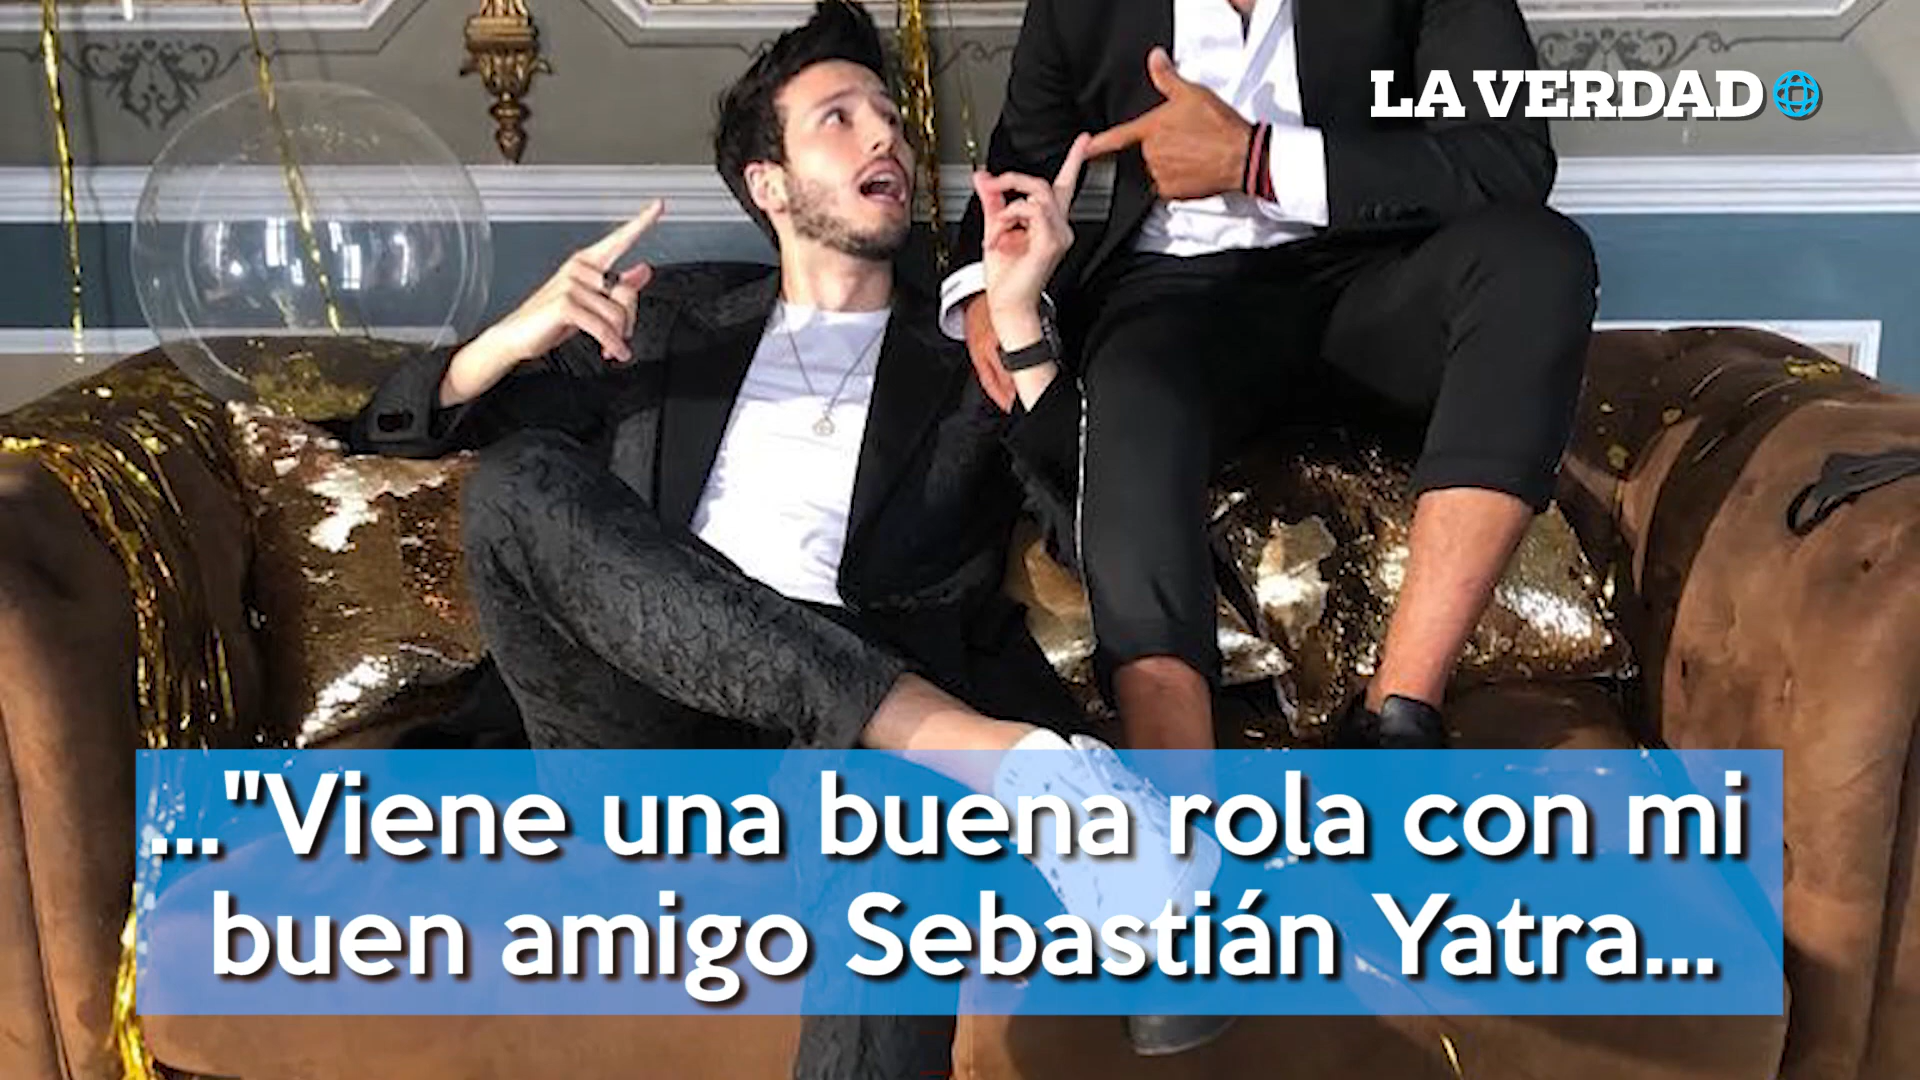 LA VERDAD
..."Viene una buena rola con mi
buen amigo Sebastián Yatra...